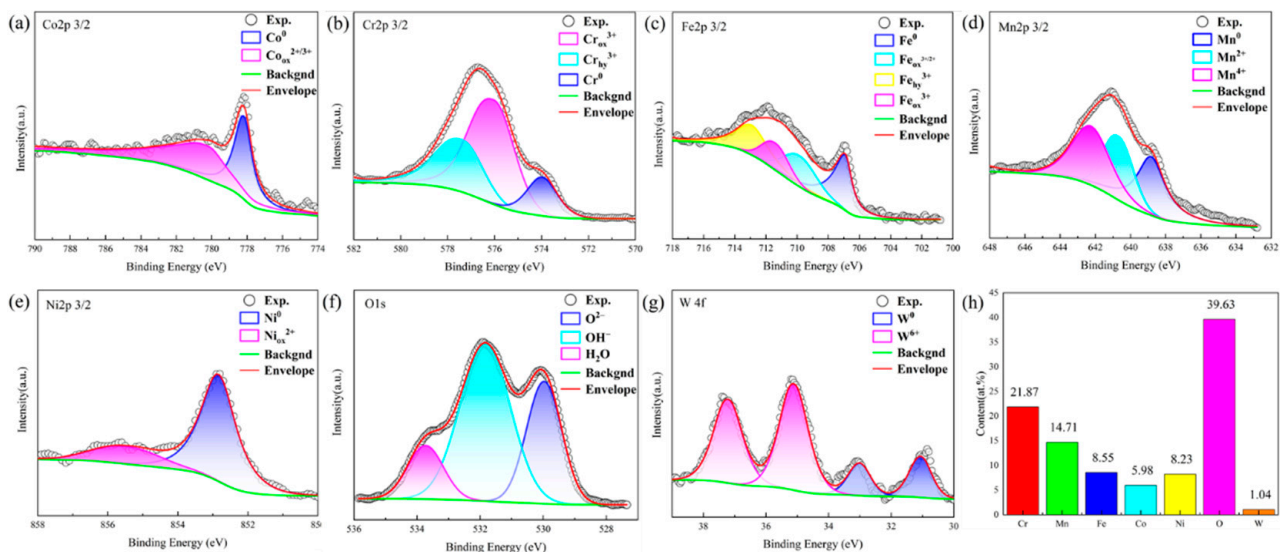 (a)
Co2p 3/2
Exp.
Co⁰
Coₒₓ²⁺/³⁺
Backgnd
Envelope
Intensity(a.u.)
790 788 786 784 782 780 778 776 774
Binding Energy (eV)
(b)
Cr2p 3/2
Exp.
Crₒₓ³⁺
Crhy³⁺
Cr⁰
Backgnd
Envelope
Intensity(a.u.)
582 580 578 576 574 572 570
Binding Energy (eV)
(c)
Fe2p 3/2
Exp.
Fe⁰
Feₒₓ
Fehy³⁺
Feₒₓ³⁺
Backgnd
Envelope
Intensity(a.u.)
718 716 714 712 710 708 706 704 702 700
Binding Energy (eV)
(d)
Mn2p 3/2
Exp.
Mn⁰
Mn²⁺
Mn⁴⁺
Backgnd
Envelope
Intensity(a.u.)
648 646 644 642 640 638 636 634 632
Binding Energy (eV)
(e)
Ni2p 3/2
Exp.
Ni⁰
Niₒₓ²⁺
Backgnd
Envelope
Intensity(a.u.)
858 853 89
Binding Energy (eV)
(f)
O1s
Exp.
O²⁻
OH⁻
H₂O
Backgnd
Envelope
Intensity(a.u.)
536 534 532 530 528
Binding Energy (eV)
(g)
W 4f
Exp.
W⁰
W⁶⁺
Backgnd
Envelope
Intensity(a.u.)
38 36 34 32 30
Binding Energy (eV)
(h)
Content(at.%)
45
40
35
30
25
20
15
10
5
0
21.87
14.71
8.55
5.98
8.23
39.63
1.04
Cr Mn Fe Co Ni O W